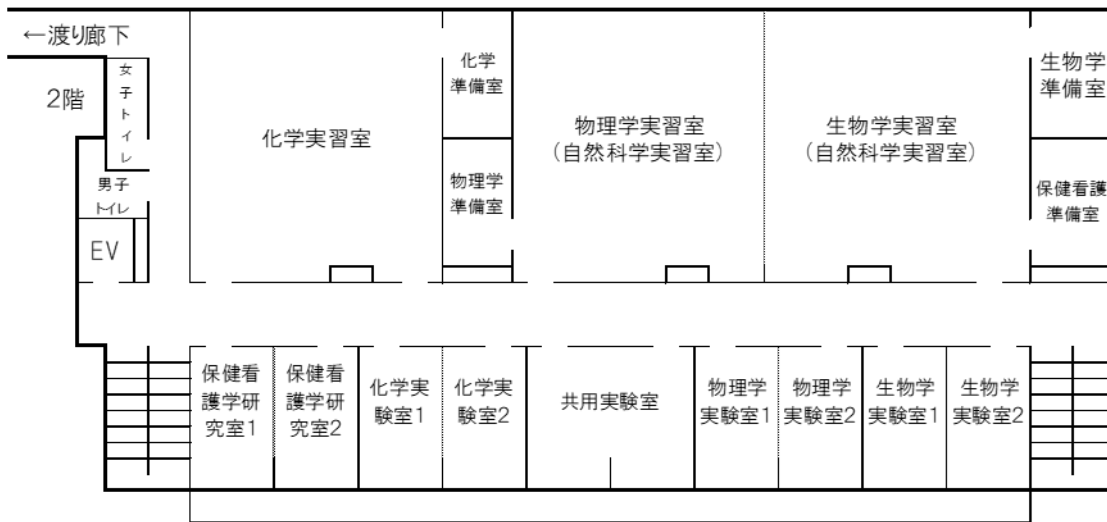 ←渡り廊下
2階
女子トイレ
男子
トイレ
EV
化学実習室
化学
準備室
物理学
準備室
物理学実習室
(自然科学実習室)
生物学実習室
(自然科学実習室)
生物学
準備室
保健看護
準備室
保健看
護学研
究室1
保健看
護学研
究室2
化学実
験室1
化学実
験室2
共用実験室
物理学
実験室1
物理学
実験室2
生物学
実験室1
生物学
実験室2